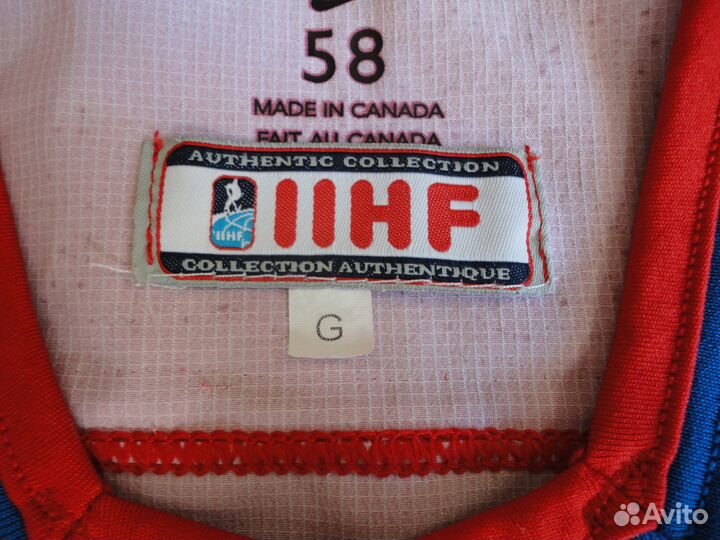 58
MADE IN CANADA
FAIT AU CANADA
AUTHENTIC COLLECTION
IIHF
IIHF
COLLECTION AUTHENTIQUE
G
Avito